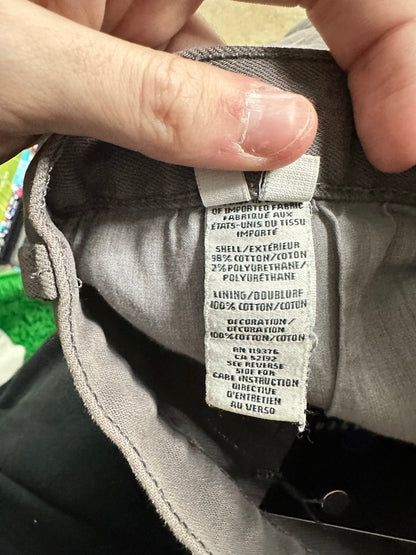 OF IMPORTED FABRIC
FABRIQUÉ AUX
ÉTATS-UNIS DU TISSU
IMPORTÉ
SHELL/EXTÉRIEUR
98% COTTON/COTON
2% POLYURETHANE/
POLYURÉTHANE
LINING/DOUBLURE
100% COTTON/COTON
DECORATION/
DÉCORATION
100% COTTON/COTON
RN 119376
CA 52192
SEE REVERSE
SIDE FOR
CARE INSTRUCTION
DIRECTIVE
D'ENTRETIEN
AU VERSO